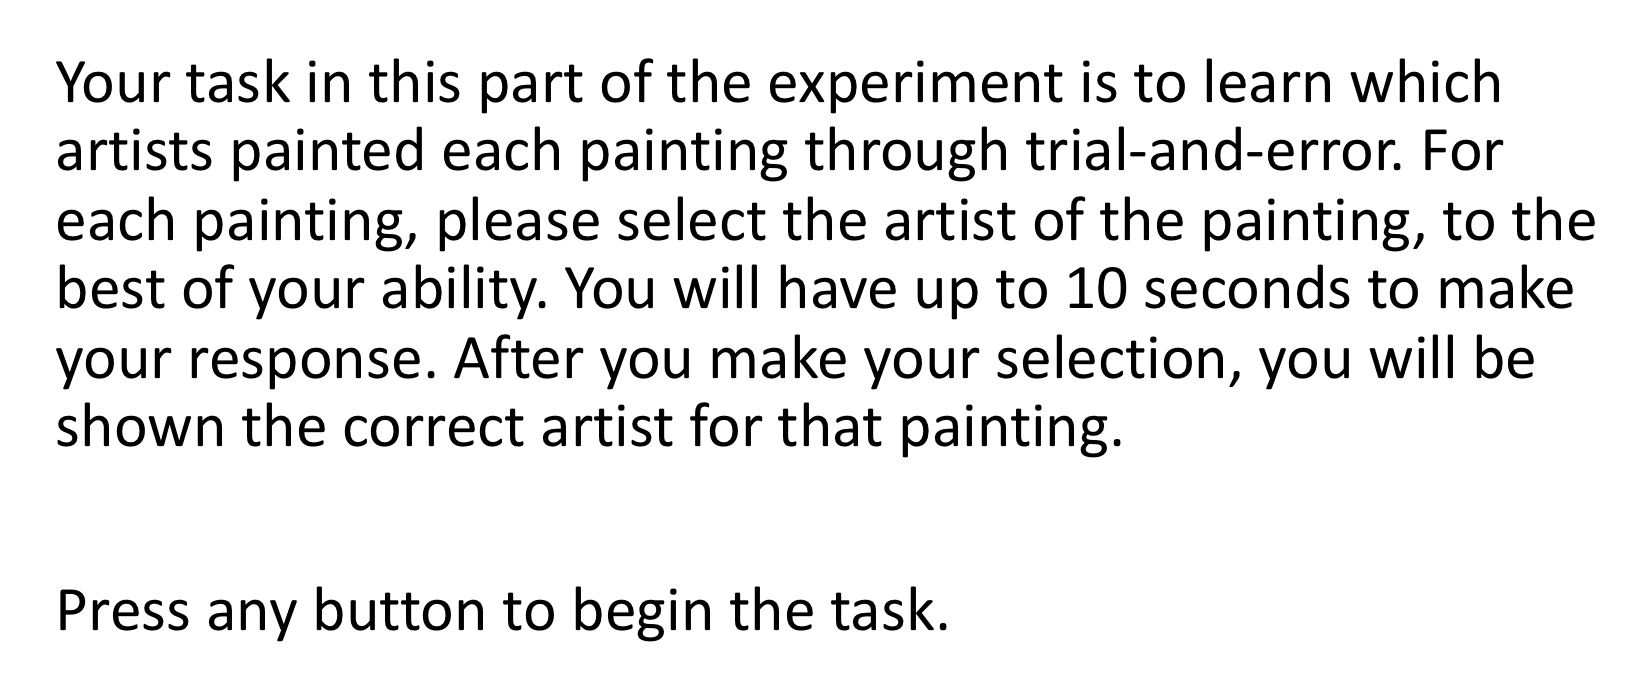 Your task in this part of the experiment is to learn which
artists painted each painting through trial-and-error. For
each painting, please select the artist of the painting, to the
best of your ability. You will have up to 10 seconds to make
your response. After you make your selection, you will be
shown the correct artist for that painting.
Press any button to begin the task.